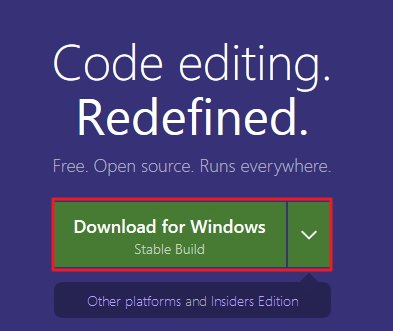 Code editing.
Redefined.
Free. Open source. Runs everywhere.
Download for Windows
Stable Build
Other platforms and Insiders Edition